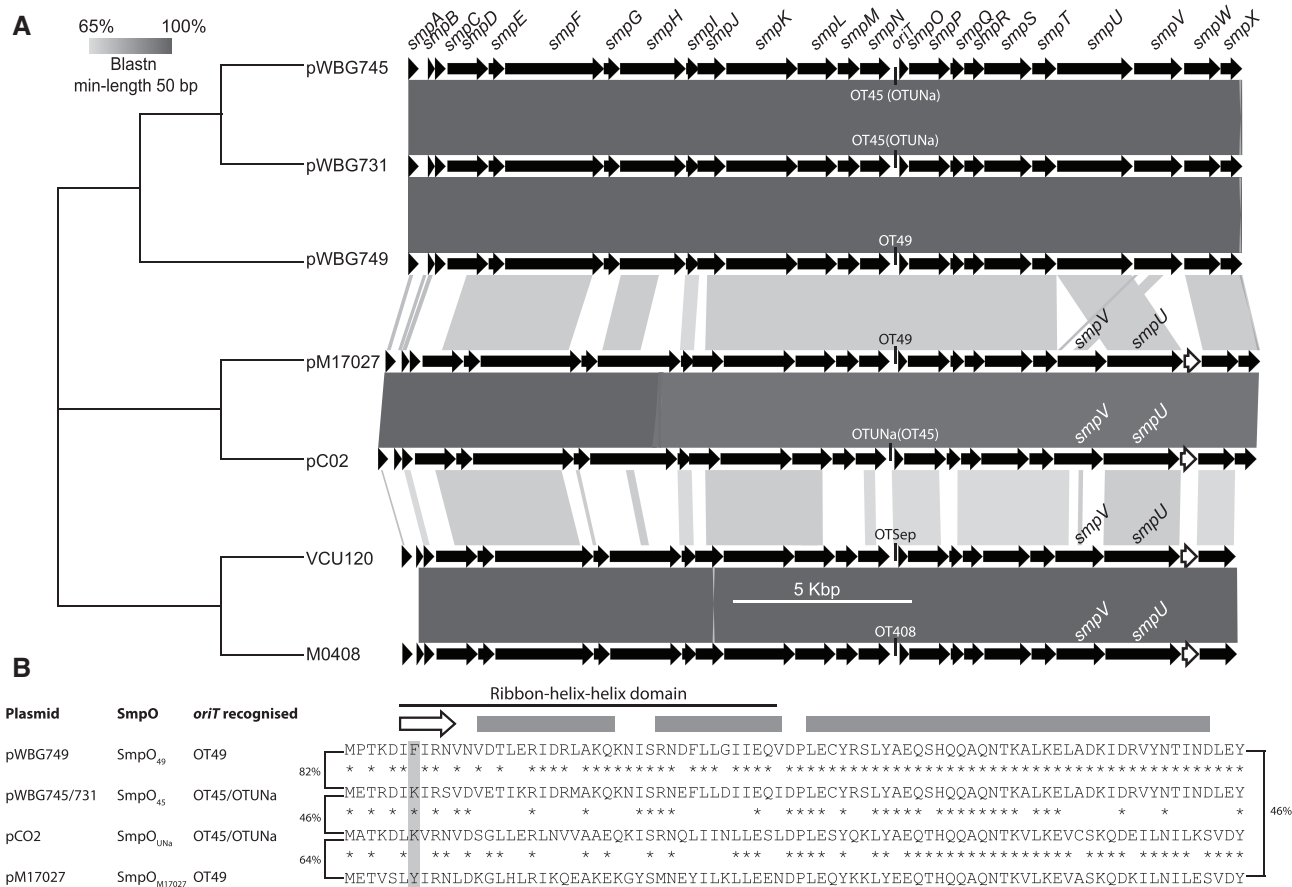 A
65% 100%
Blastn
min-length 50 bp
smpA smpB smpC smpD smpE smpF smpG smpH smpI smpJ smpK smpL smpM smpN oriT smpO smpP smpQ smpR smpS smpT smpU smpV smpW smpX
pWBG745
OT45 (OTUNa)
OT45(OTUNa)
pWBG731
OT49
pWBG749
smpV smpU
OT49
pM17027
smpV smpU
OTUNa(OT45)
pC02
smpV smpU
OTSep
VCU120
5 Kbp
smpV smpU
OT408
M0408
B
Ribbon-helix-helix domain
Plasmid SmpO oriT recognised
pWBG749 SmpO49 OT49 MPTKDIFIRNVNVDTLERIDRLAKQKNISRNDFLLGIIEQVDPLECYRSLYAEQSHQQAQNTKALKELADKIDRVYNTINDLEY
82%
pWBG745/731 SmpO45 OT45/OTUNa METRDIKIRSVDVETIKRIDRMAKQKNISRNEFLLDIIEQIDPLECYRSLYAEQSHQQAQNTKALKELADKIDRVYNTINDLEY
46% 46%
pCO2 SmpOUNa OT45/OTUNa MATKDLKVRNVDSGLLERLNVVAAEQKISRNQLIINLLESLDPLESYQKLYAEQTHQQAQNTKVLKEVCSKQDEILNILKSVDY
64%
pM17027 SmpOM17027 OT49 METVSLYIRNLDKGLHLRIKQEAKEKGYSMNEYILKLLEENDPLEQYKKLYEEQTHQQAQNTKVLKEVASKQDKILNILESVDY